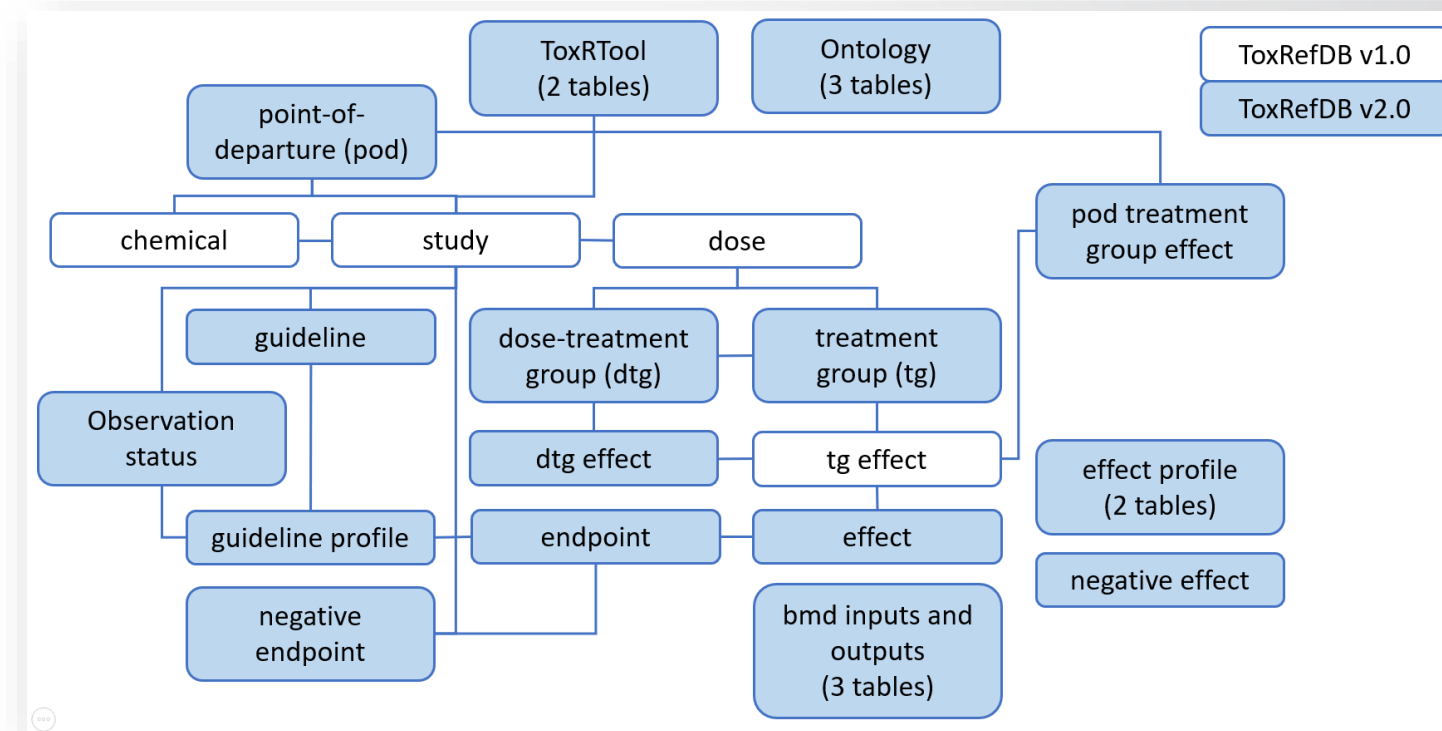 ToxRTool
(2 tables)
Ontology
(3 tables)
ToxRefDB v1.0
ToxRefDB v2.0
point-of-
departure (pod)
pod treatment
group effect
chemical
study
dose
guideline
dose-treatment
group (dtg)
treatment
group (tg)
Observation
status
dtg effect
tg effect
effect profile
(2 tables)
guideline profile
endpoint
effect
negative effect
negative
endpoint
bmd inputs and
outputs
(3 tables)